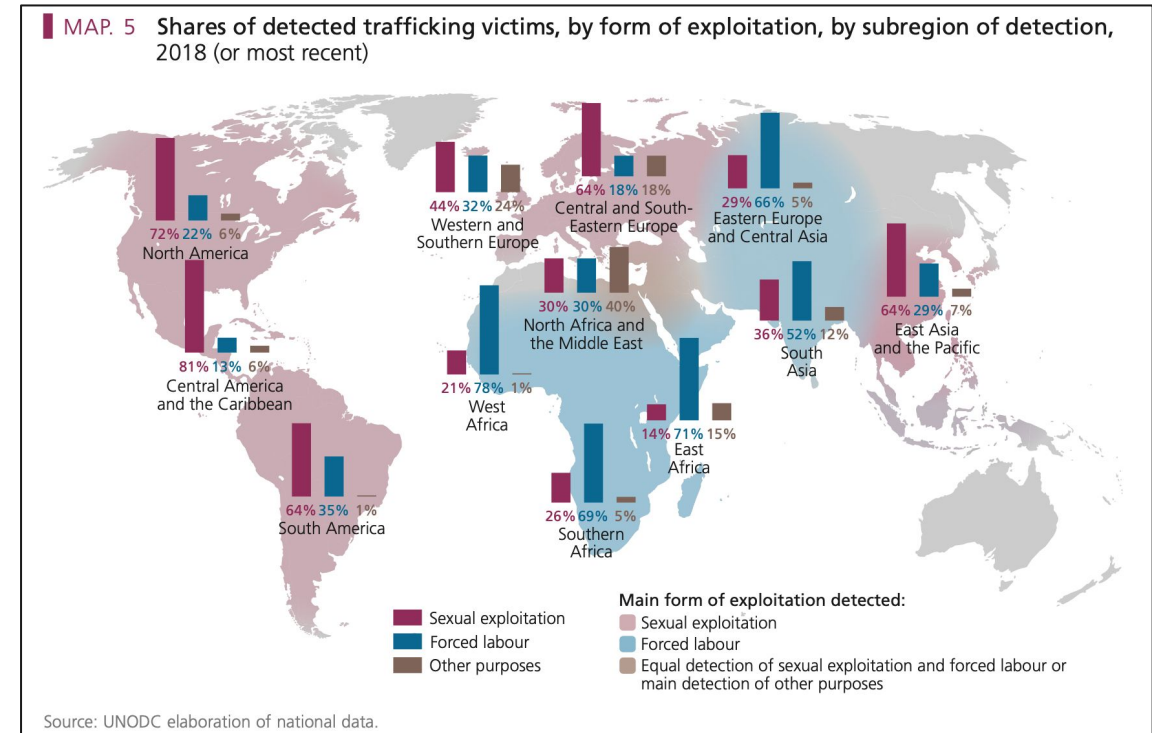 MAP. 5 Shares of detected trafficking victims, by form of exploitation, by subregion of detection,
2018 (or most recent)
72% 22% 6%
North America
44% 32% 24%
Western and
Southern Europe
64% 18% 18%
Central and South-
Eastern Europe
29% 66% 5%
Eastern Europe
and Central Asia
81% 13% 6%
Central America
and the Caribbean
30% 30% 40%
North Africa and
the Middle East
36% 52% 12%
South
Asia
64% 29% 7%
East Asia
and the Pacific
21% 78% 1%
West
Africa
14% 71% 15%
East
Africa
64% 35% 1%
South America
26% 69% 5%
Southern
Africa
Sexual exploitation
Forced labour
Other purposes
Main form of exploitation detected:
Sexual exploitation
Forced labour
Equal detection of sexual exploitation and forced labour or
main detection of other purposes
Source: UNODC elaboration of national data.